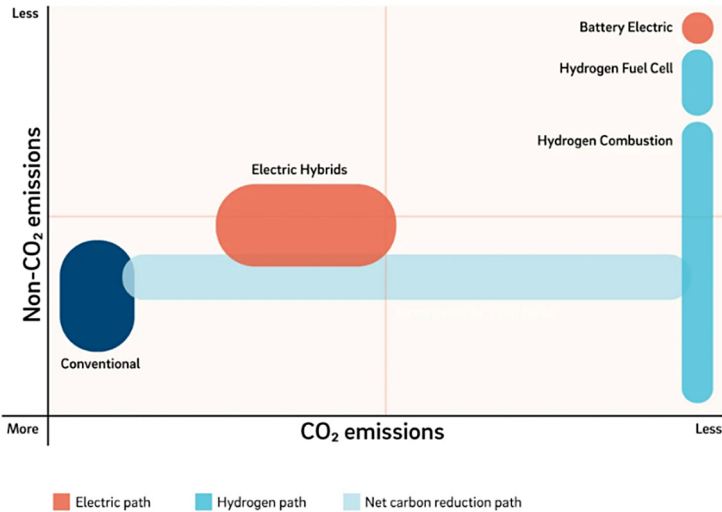 Less
Battery Electric
Hydrogen Fuel Cell
Hydrogen Combustion
Electric Hybrids
Non-CO₂ emissions
Conventional
More
CO₂ emissions
Less
Electric path
Hydrogen path
Net carbon reduction path